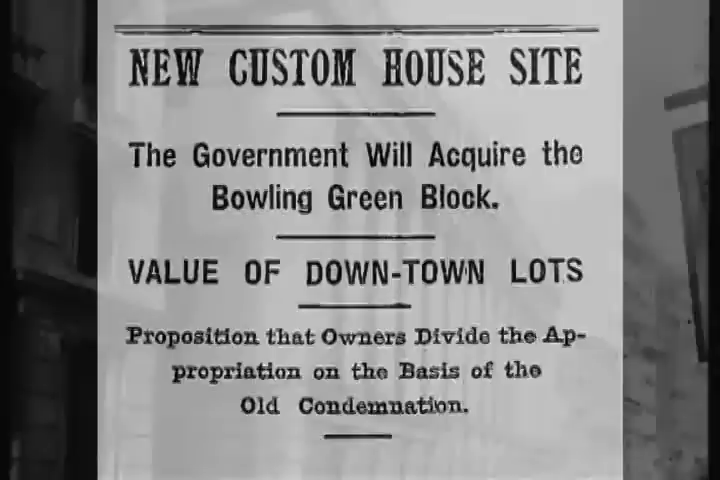 NEW CUSTOM HOUSE SITE
The Government Will Acquire the
Bowling Green Block.
VALUE OF DOWN-TOWN LOTS
Proposition that Owners Divide the Ap-
propriation on the Basis of the
Old Condemnation.